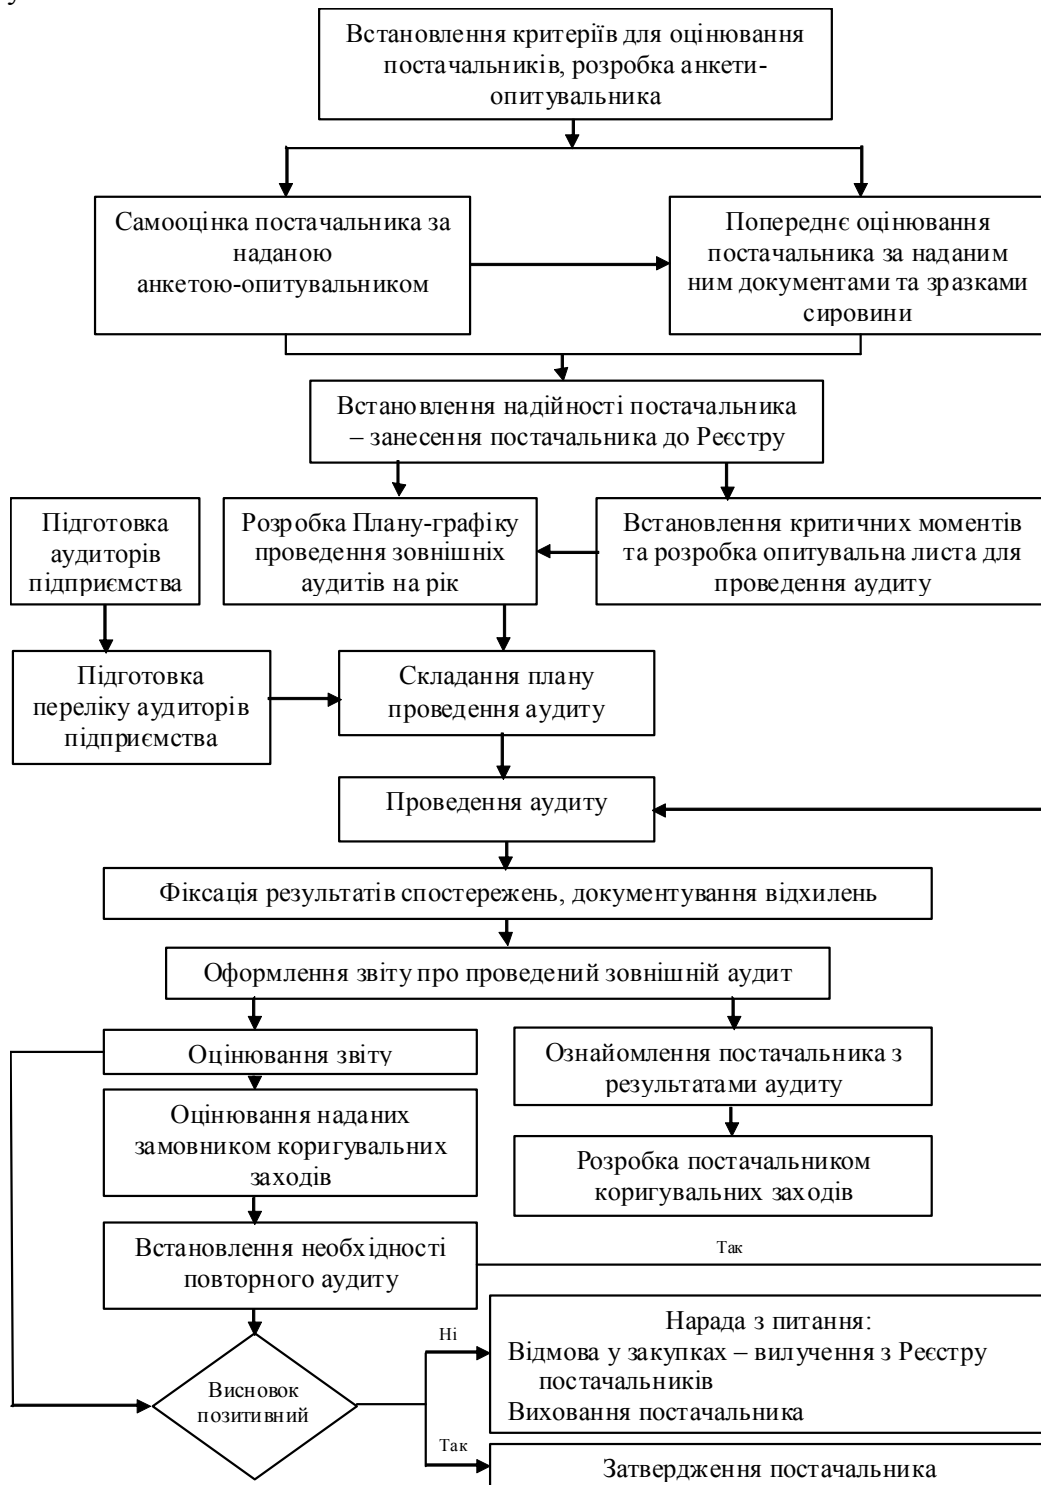 у
Встановлення критеріїв для оцінювання
постачальників, розробка анкети-
опитувальника
Самооцінка постачальника за
наданою
анкетою-опитувальником
Попереднє оцінювання
постачальника за наданим
ним документами та зразками
сировини
Встановлення надійності постачальника
– занесення постачальника до Реєстру
Підготовка
аудиторів
підприємства
Розробка Плану-графіку
проведення зовнішніх
аудитів на рік
Встановлення критичних моментів
та розробка опитувальна листа для
проведення аудиту
Підготовка
переліку аудиторів
підприємства
Складання плану
проведення аудиту
Проведення аудиту
Фіксація результатів спостережень, документування відхилень
Оформлення звіту про проведений зовнішній аудит
Оцінювання звіту
Ознайомлення постачальника з
результатами аудиту
Оцінювання наданих
замовником коригувальних
заходів
Розробка постачальником
коригувальних заходів
Встановлення необхідності
повторного аудиту
Так
Ні
Нарада з питання:
Відмова у закупках – вилучення з Реєстру
постачальників
Виховання постачальника
Висновок
позитивний
Так
Затвердження постачальника